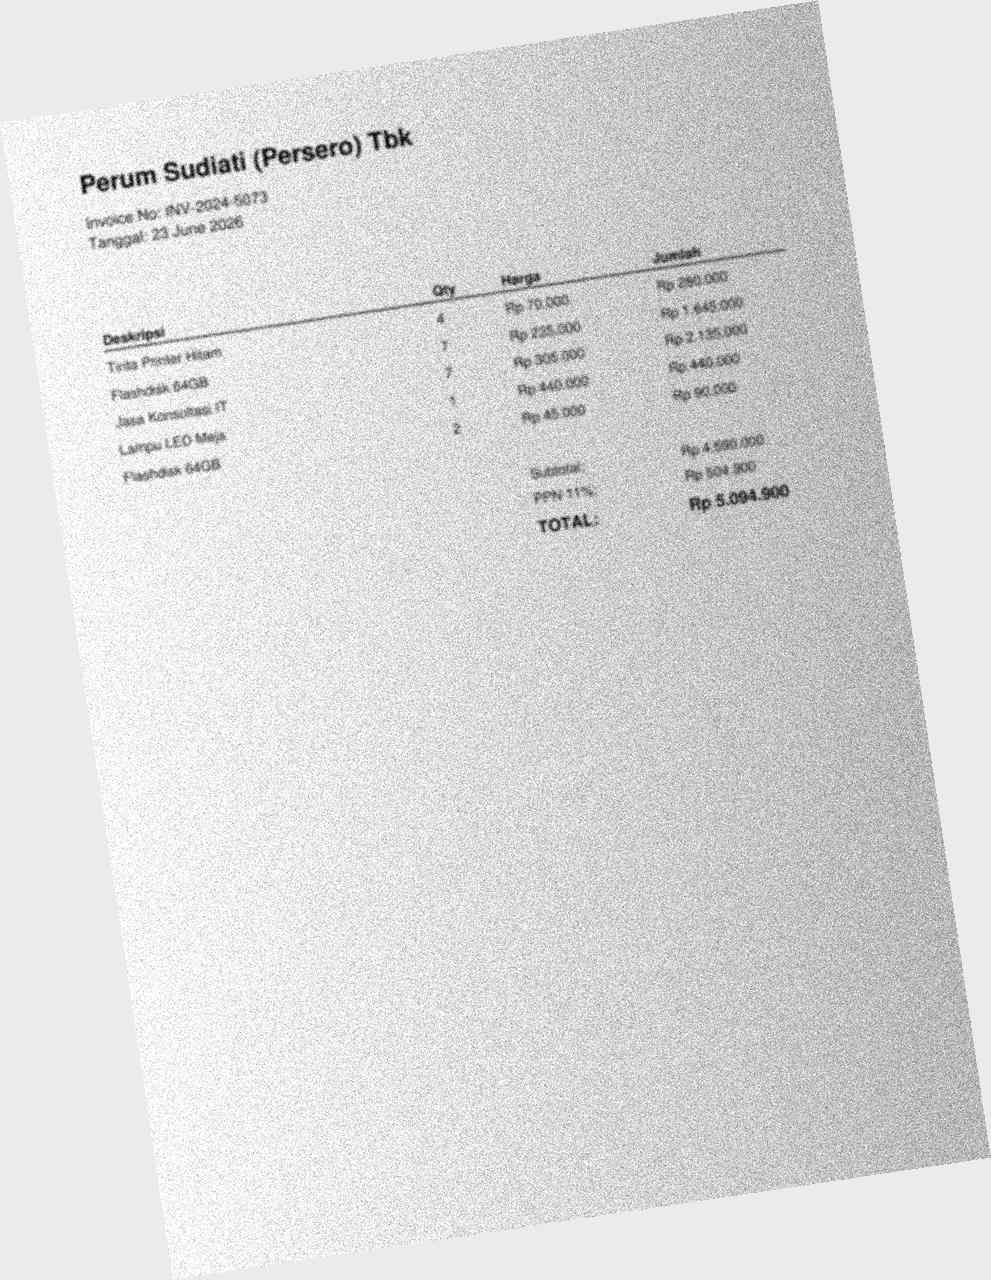 Perum Sudiati (Persero) Tbk
Invoice No: INV-2024-5073
Tanggal: 23 June 2026
Deskripsi Qty Harga Jumlah
Tinta Printer Hitam 4 Rp 70.000 Rp 280.000
Flashdisk 64GB 7 Rp 235.000 Rp 1.645.000
Jasa Konsultasi IT 7 Rp 305.000 Rp 2.135.000
Lampu LED Meja 1 Rp 440.000 Rp 440.000
Flashdisk 64GB 2 Rp 45.000 Rp 90.000
Subtotal: Rp 4.590.000
PPN 11%: Rp 504.900
TOTAL: Rp 5.094.900